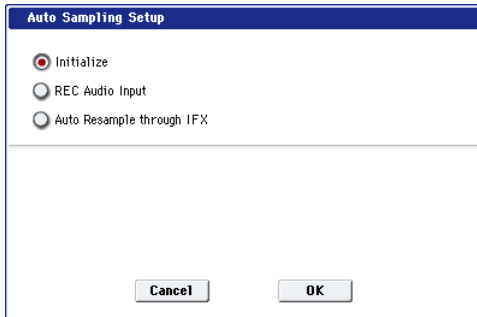 Auto Sampling Setup
Initialize
REC Audio Input
Auto Resample through IFX
Cancel OK